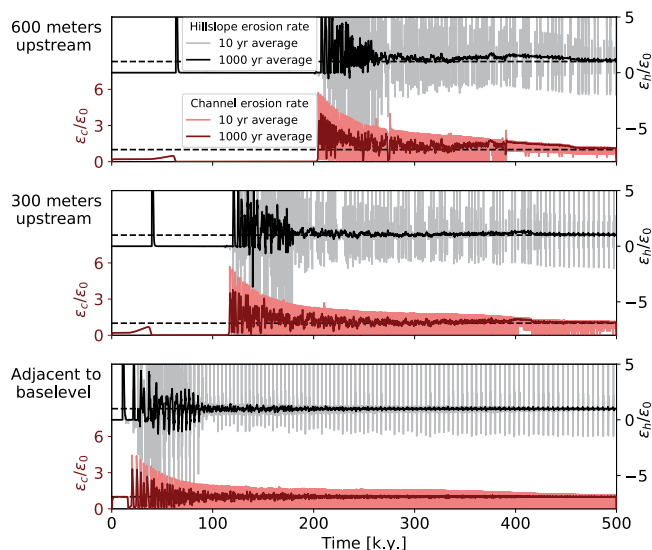 600 meters
upstream
Hillslope erosion rate
10 yr average
1000 yr average
Channel erosion rate
10 yr average
1000 yr average
6
3
0
εc/ε0
5
0
−5
εh/ε0
300 meters
upstream
6
3
0
εc/ε0
5
0
−5
εh/ε0
Adjacent to
baselevel
6
3
0
εc/ε0
5
0
−5
εh/ε0
0 100 200 300 400 500
Time [k.y.]